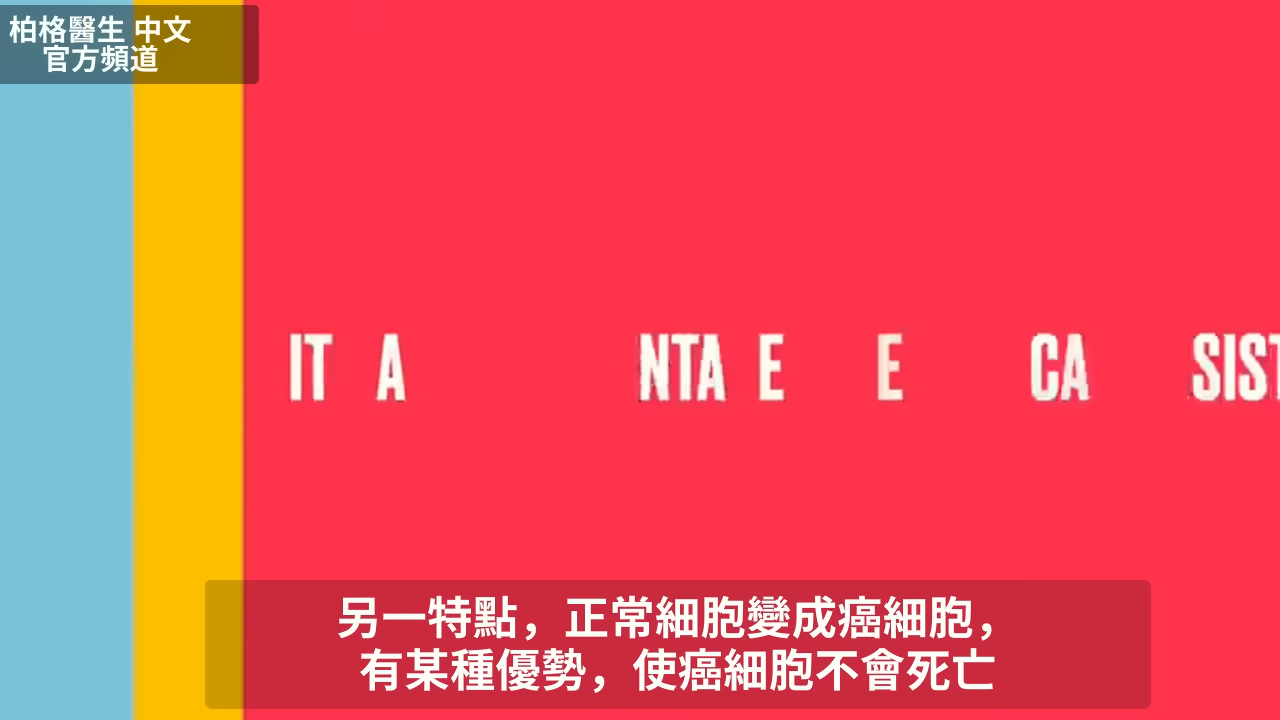 柏格醫生 中文
官方頻道
IT A NTA E E CA SIST
另一特點，正常細胞變成癌細胞，
有某種優勢，使癌細胞不會死亡